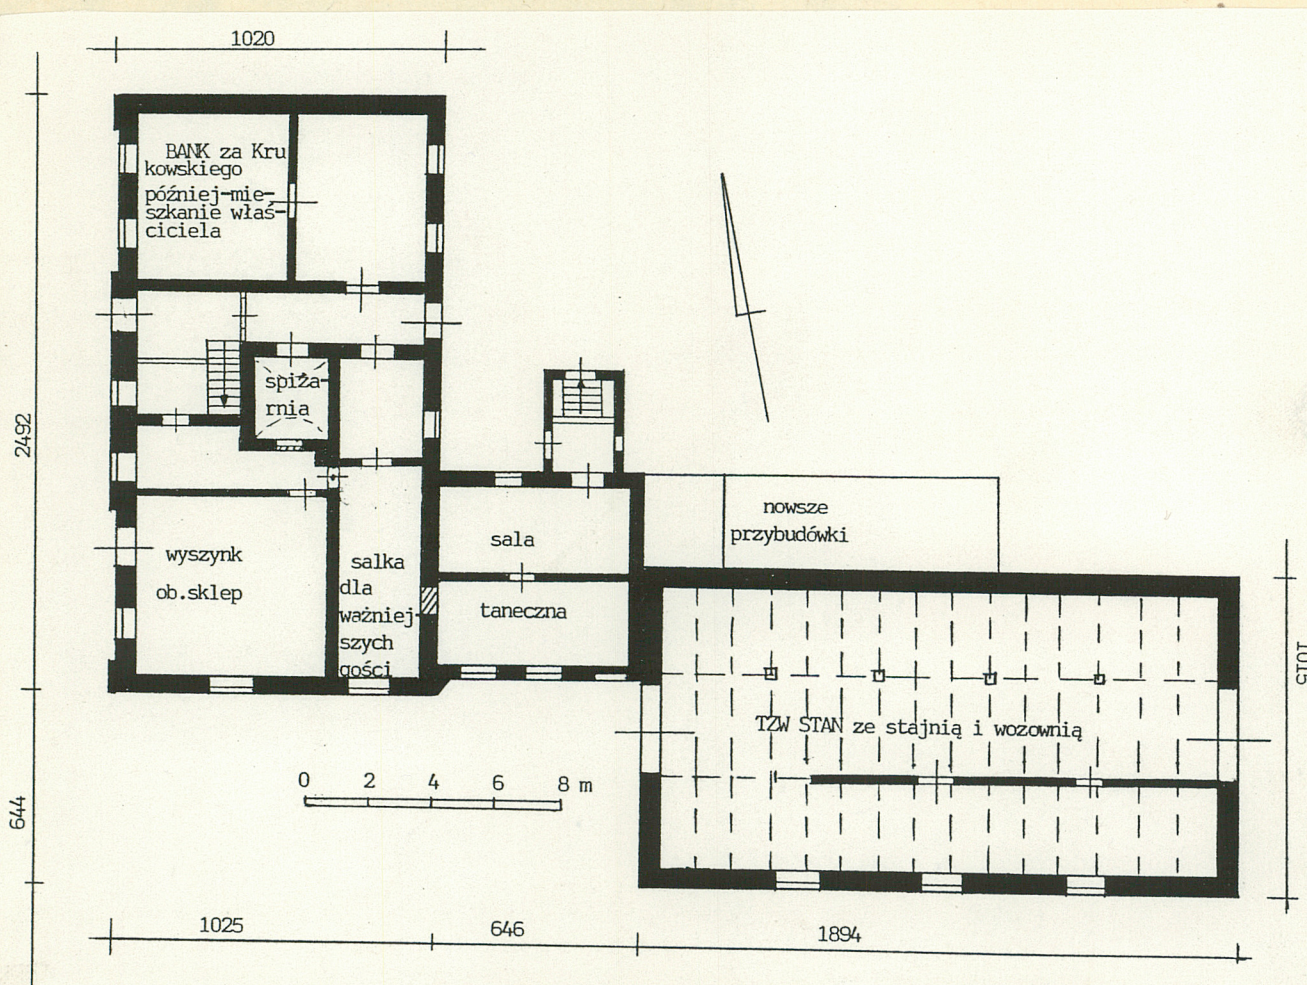 1020
BANK za Kru
kowskiego
później-mie-
szkanie właś-
ciciela
spiża-
rnia
2492
nowsze
przybudówki
wyszynk
ob.sklep
sala
taneczna
salka
dla
ważniej-
szych
gości
1015
TZW STAN ze stajnią i wozownią
0 2 4 6 8 m
644
1025
646
1894